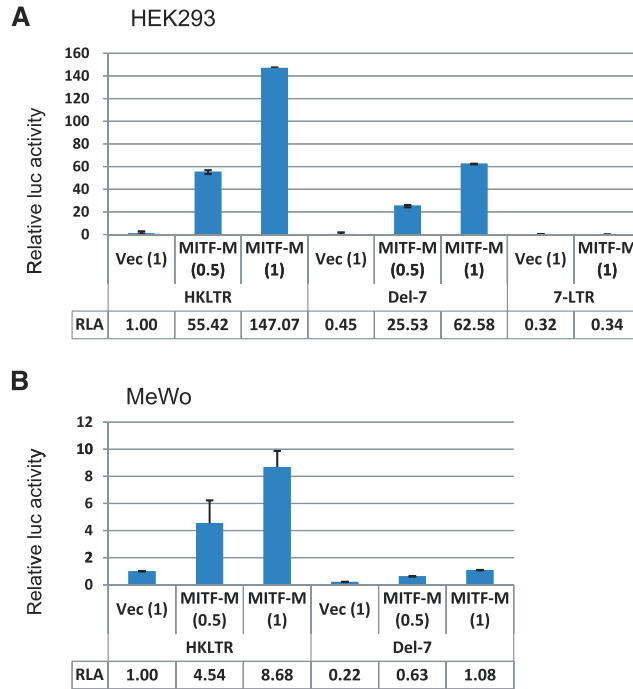 A
HEK293
Relative luc activity
160
140
120
100
80
60
40
20
0
Vec (1) MITF-M (0.5) MITF-M (1) Vec (1) MITF-M (0.5) MITF-M (1) Vec (1) MITF-M (1)
HKLTR Del-7 7-LTR
RLA 1.00 55.42 147.07 0.45 25.53 62.58 0.32 0.34
B
MeWo
Relative luc activity
12
10
8
6
4
2
0
Vec (1) MITF-M (0.5) MITF-M (1) Vec (1) MITF-M (0.5) MITF-M (1)
HKLTR Del-7
RLA 1.00 4.54 8.68 0.22 0.63 1.08